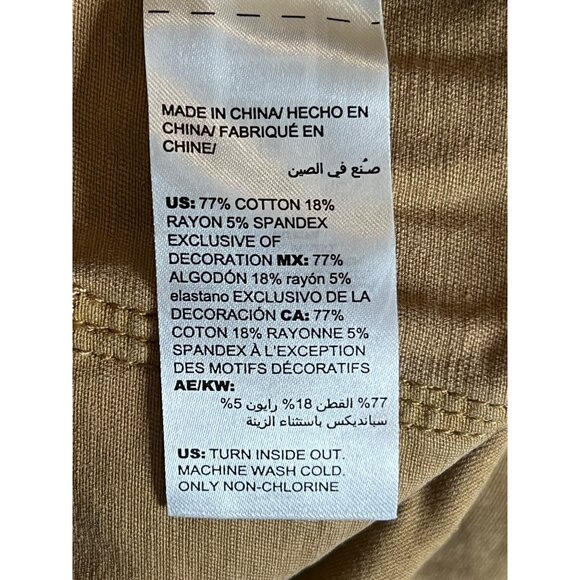 MADE IN CHINA/ HECHO EN
CHINA/ FABRIQUÉ EN
CHINE/
صُنع في الصين
US: 77% COTTON 18%
RAYON 5% SPANDEX
EXCLUSIVE OF
DECORATION MX: 77%
ALGODÓN 18% rayón 5%
elastano EXCLUSIVO DE LA
DECORACIÓN CA: 77%
COTON 18% RAYONNE 5%
SPANDEX À L'EXCEPTION
DES MOTIFS DÉCORATIFS
AE/KW:
77% القطن 18% رايون 5%
سبانديكس باستثناء الزينة
US: TURN INSIDE OUT.
MACHINE WASH COLD.
ONLY NON-CHLORINE